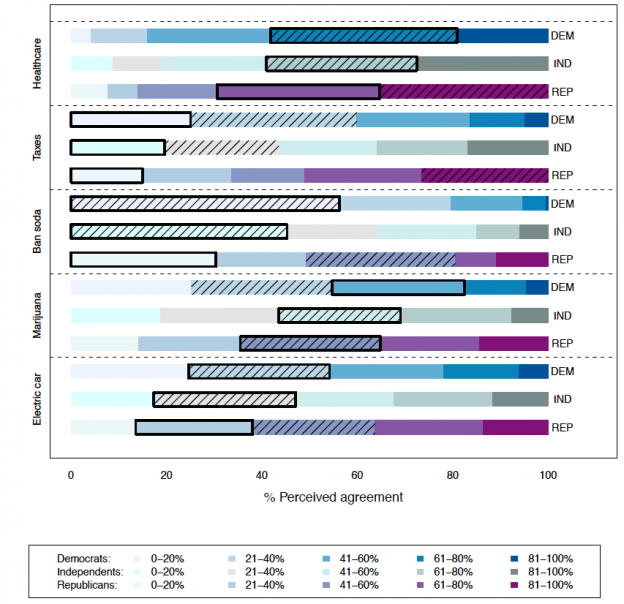 Healthcare
DEM
IND
REP
Taxes
DEM
IND
REP
Ban soda
DEM
IND
REP
Marijuana
DEM
IND
REP
Electric car
DEM
IND
REP
0 20 40 60 80 100
% Perceived agreement
Democrats: 0–20% 21–40% 41–60% 61–80% 81–100%
Independents: 0–20% 21–40% 41–60% 61–80% 81–100%
Republicans: 0–20% 21–40% 41–60% 61–80% 81–100%